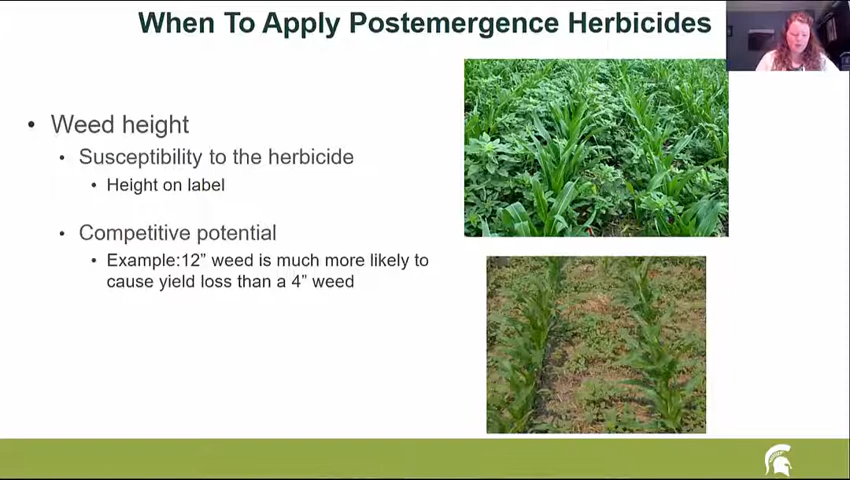 When To Apply Postemergence Herbicides
• Weed height
• Susceptibility to the herbicide
• Height on label
• Competitive potential
• Example:12” weed is much more likely to
cause yield loss than a 4” weed